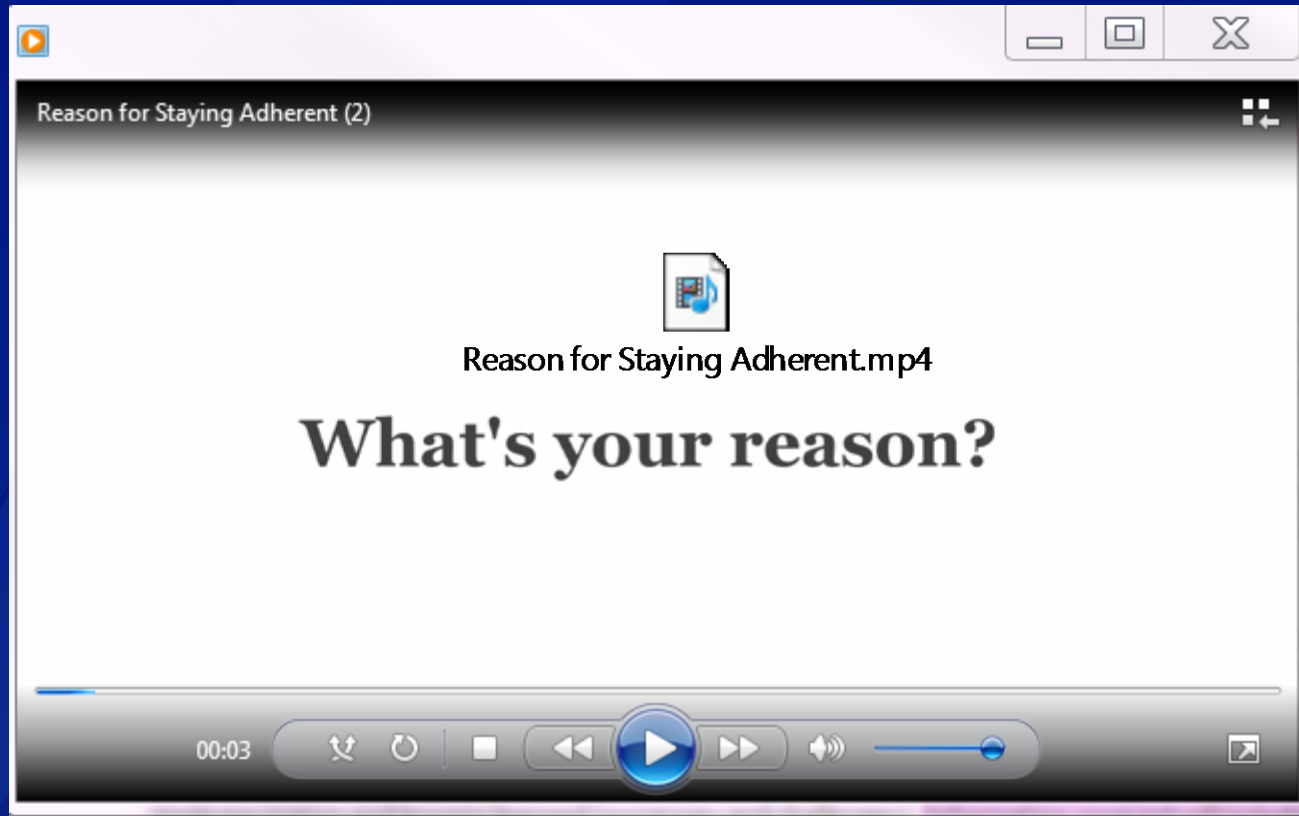 Reason for Staying Adherent (2)
Reason for Staying Adherent.mp4
What's your reason?
00:03